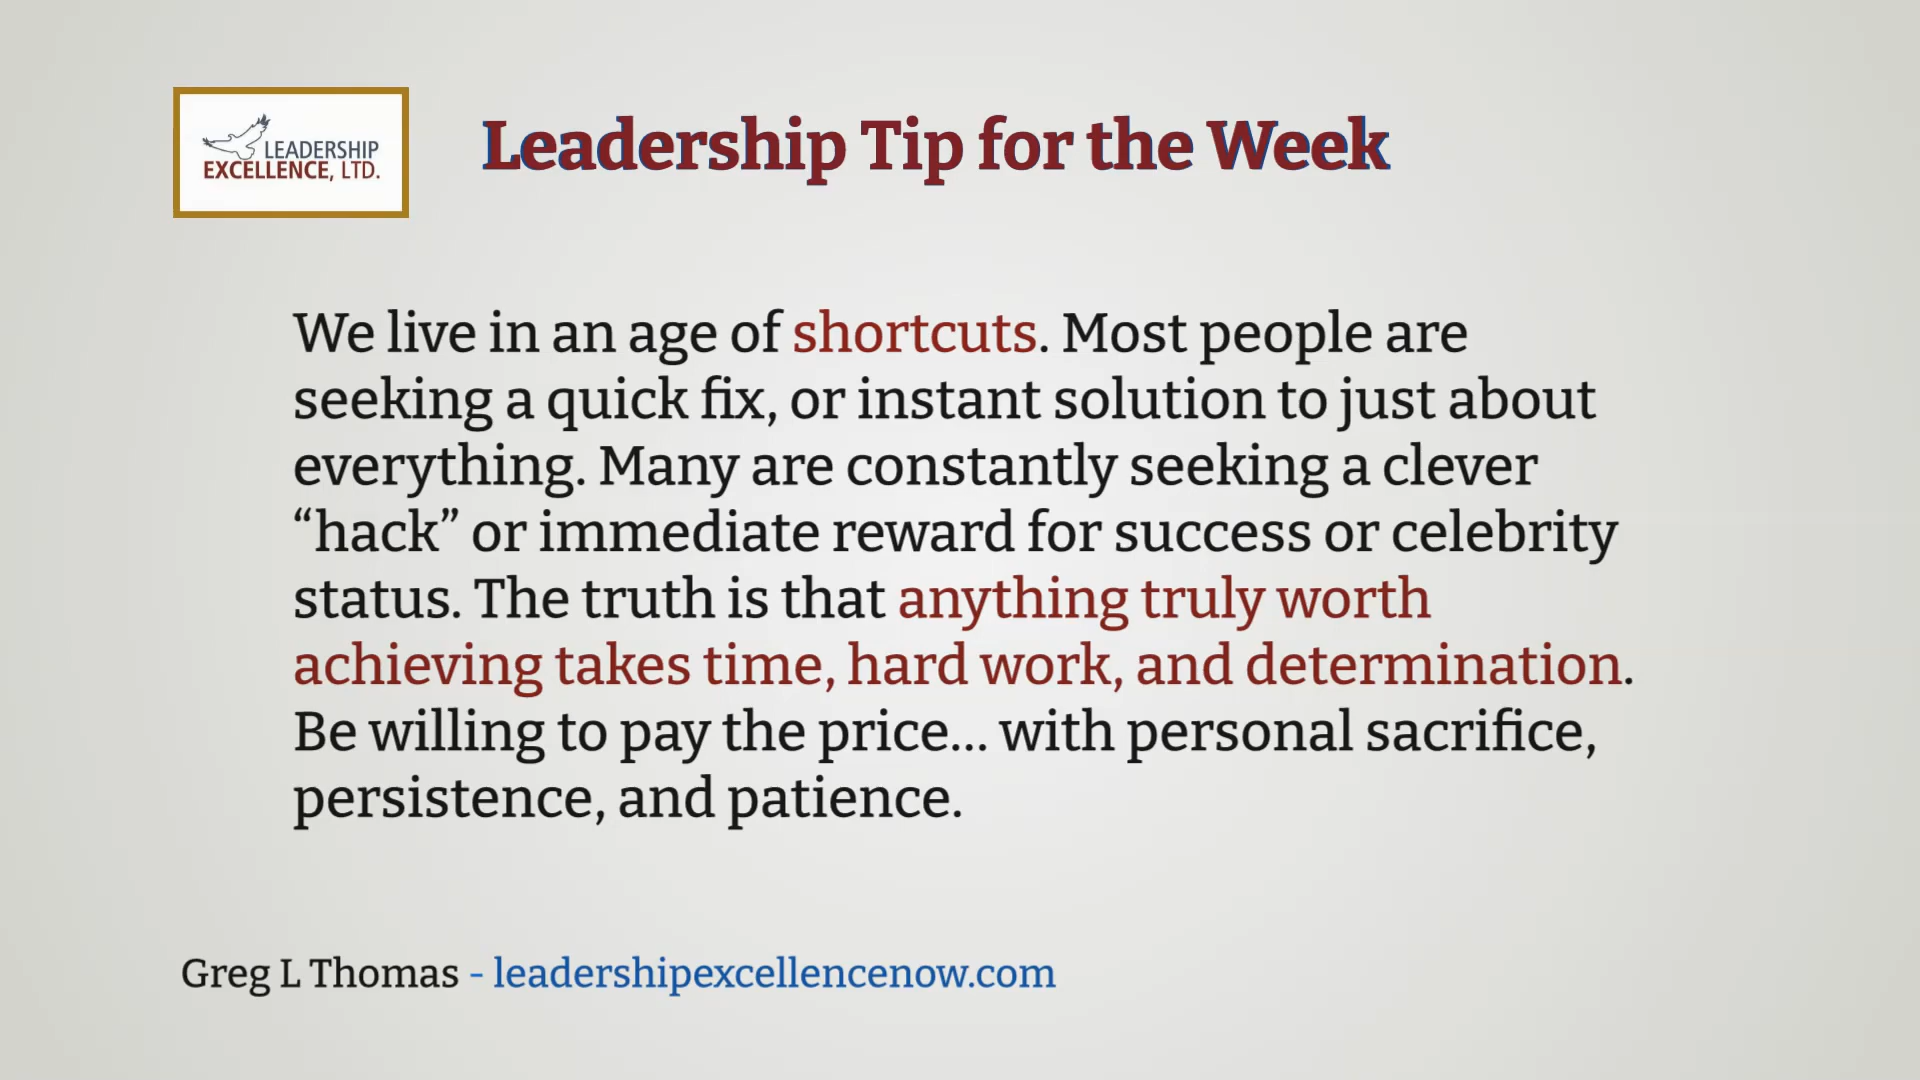 LEADERSHIP
EXCELLENCE, LTD.
Leadership Tip for the Week
We live in an age of shortcuts. Most people are
seeking a quick fix, or instant solution to just about
everything. Many are constantly seeking a clever
“hack” or immediate reward for success or celebrity
status. The truth is that anything truly worth
achieving takes time, hard work, and determination.
Be willing to pay the price... with personal sacrifice,
persistence, and patience.
Greg L Thomas - leadershipexcellencenow.com